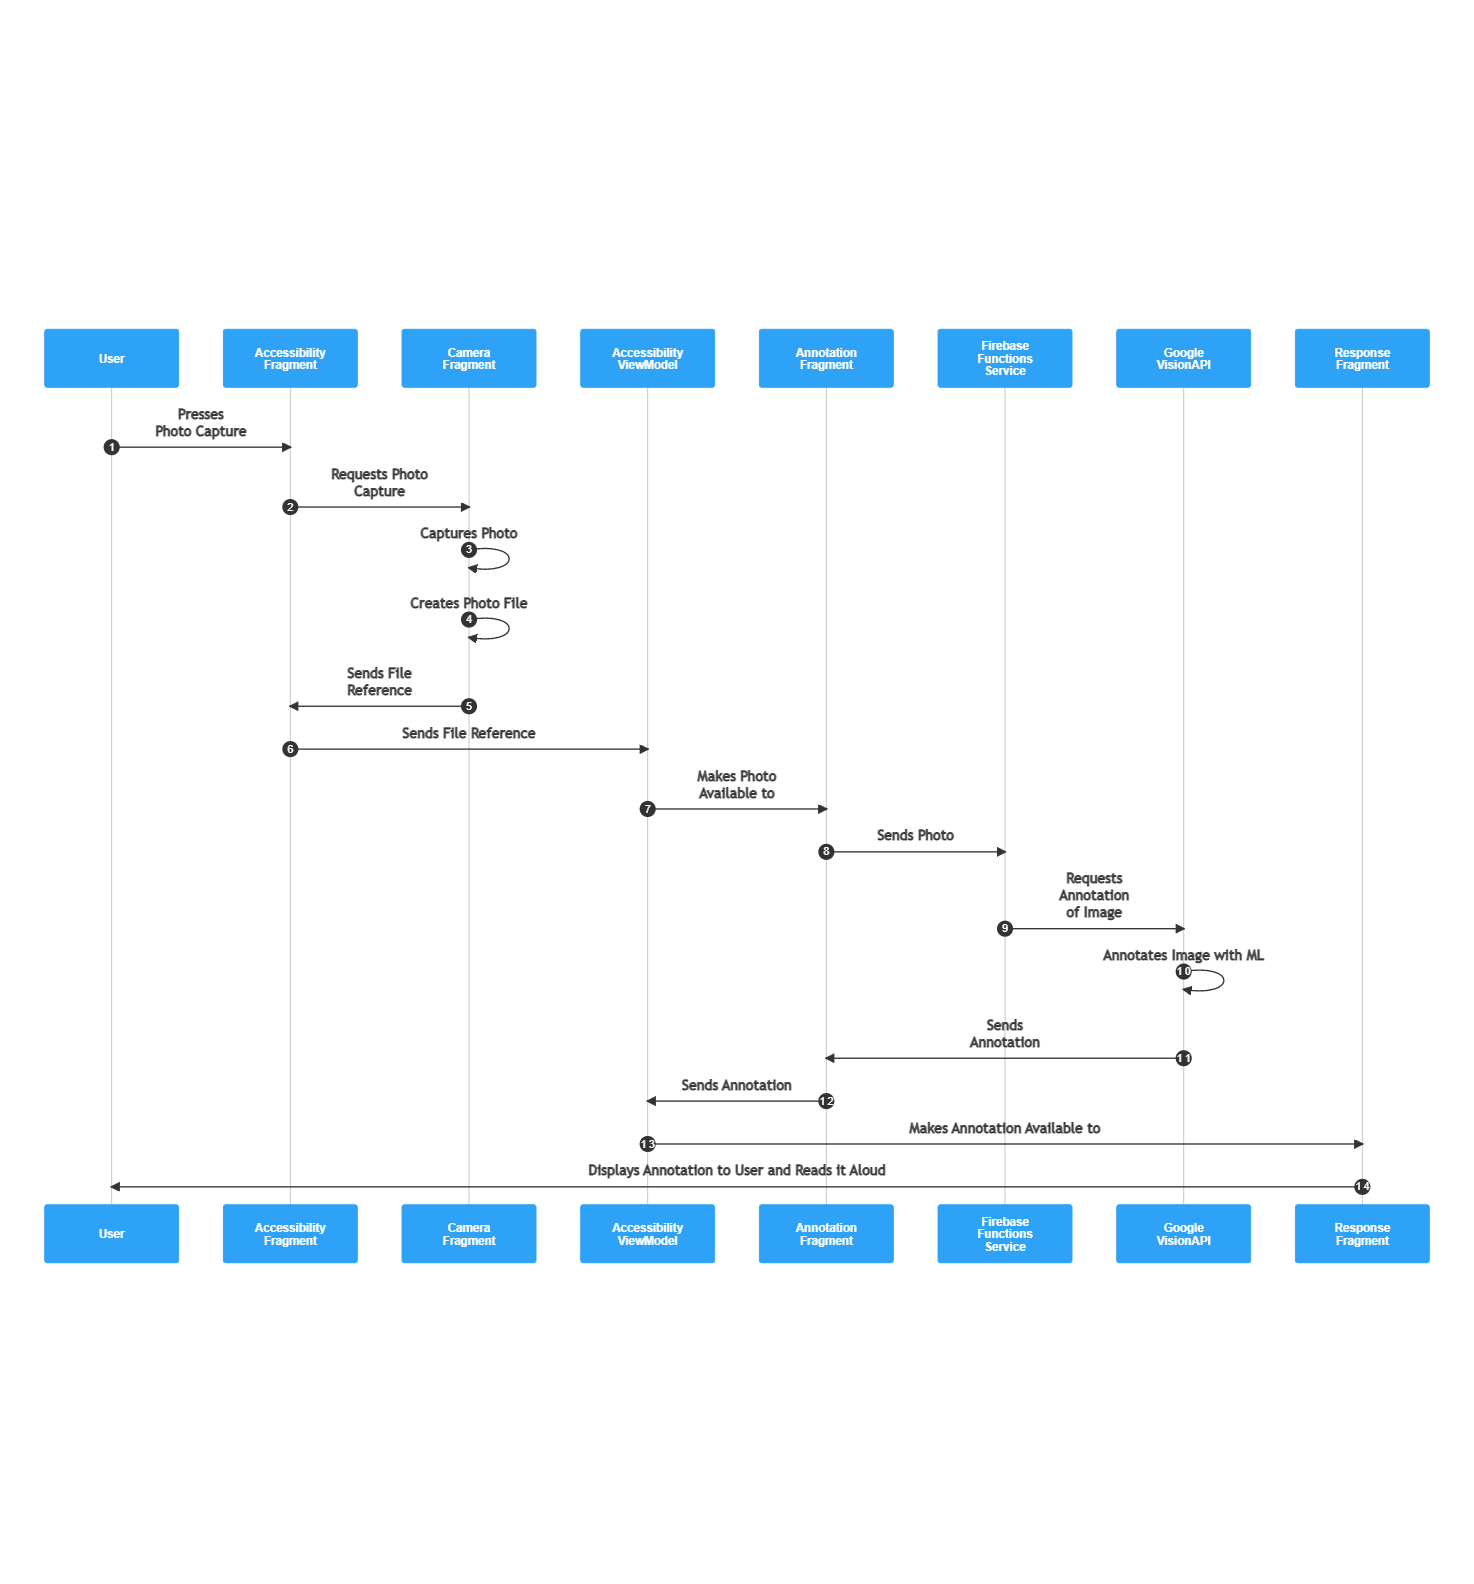 User
Accessibility
Fragment
Camera
Fragment
Accessibility
ViewModel
Annotation
Fragment
Firebase
Functions
Service
Google
VisionAPI
Response
Fragment
Presses
Photo Capture
1
Requests Photo
Capture
2
Captures Photo
3
Creates Photo File
4
Sends File
Reference
5
Sends File Reference
6
Makes Photo
Available to
7
Sends Photo
8
Requests
Annotation
of Image
9
Annotates Image with ML
10
Sends
Annotation
11
Sends Annotation
12
Makes Annotation Available to
13
Displays Annotation to User and Reads it Aloud
14
User
Accessibility
Fragment
Camera
Fragment
Accessibility
ViewModel
Annotation
Fragment
Firebase
Functions
Service
Google
VisionAPI
Response
Fragment